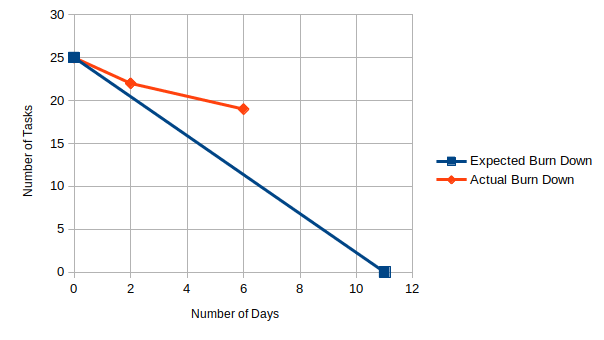 30
25
20
15
10
5
0
0 2 4 6 8 10 12
Number of Tasks
Number of Days
Expected Burn Down
Actual Burn Down